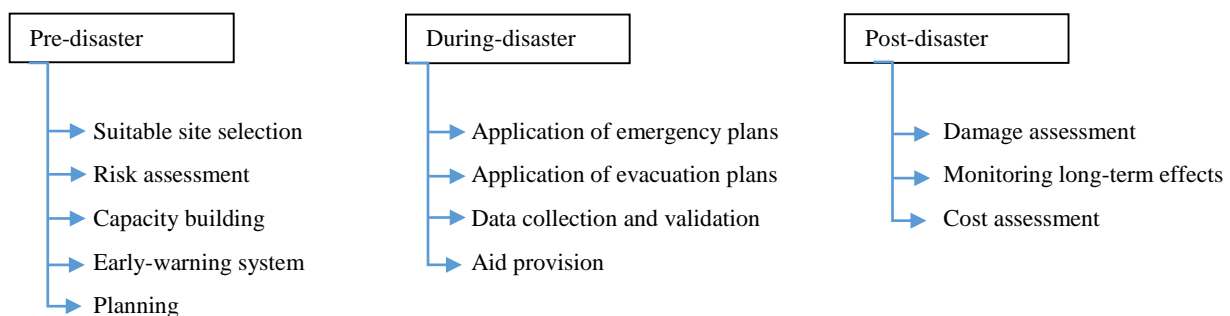 Pre-disaster
Suitable site selection
Risk assessment
Capacity building
Early-warning system
Planning
During-disaster
Application of emergency plans
Application of evacuation plans
Data collection and validation
Aid provision
Post-disaster
Damage assessment
Monitoring long-term effects
Cost assessment